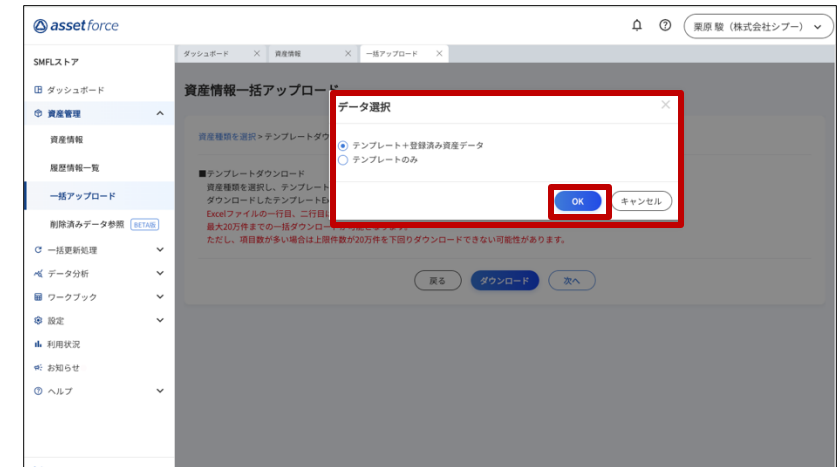 assetforce
栗原 駿（株式会社シブー）
SMFLストア
ダッシュボード
資産管理
資産情報
履歴情報一覧
一括アップロード
削除済みデータ参照 BETA版
一括更新処理
データ分析
ワークブック
設定
利用状況
お知らせ
ヘルプ
ダッシュボード × 資産情報 × 一括アップロード ×
資産情報一括アップロード
資産種類を選択 > テンプレートダウ
■テンプレートダウンロード
資産種類を選択し、テンプレート
ダウンロードしたテンプレートEx
Excelファイルの一行目、二行目に
最大20万件までの一括ダウンロー
ただし、項目数が多い場合は上限件数が20万件を下回りダウンロードできない可能性があります。
戻る ダウンロード 次へ
データ選択 ×
テンプレート＋登録済み資産データ
テンプレートのみ
OK キャンセル